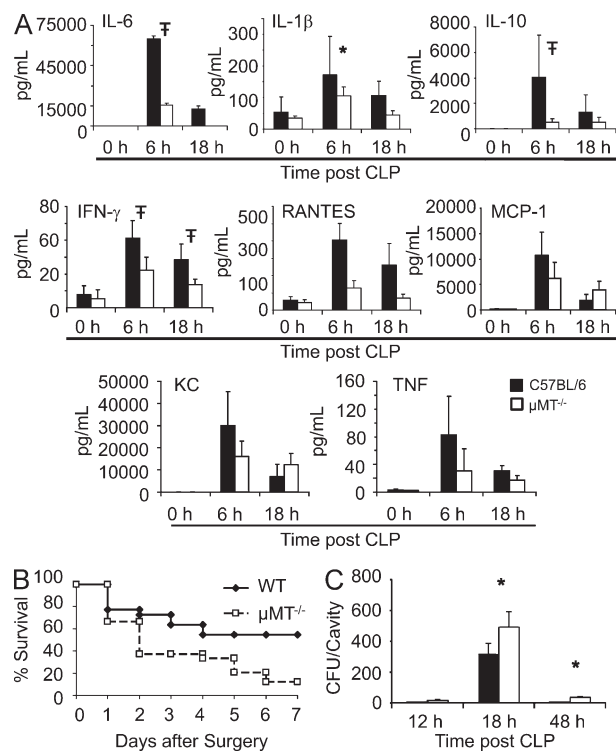 A
IL-6
IL-1β
IL-10
pg/mL
75000
60000
45000
30000
15000
0
Ŧ
0 h 6 h 18 h
pg/mL
300
200
100
0
*
0 h 6 h 18 h
pg/mL
8000
6000
4000
2000
0
Ŧ
0 h 6 h 18 h
Time post CLP
IFN-γ
RANTES
MCP-1
pg/mL
80
60
40
20
0
Ŧ
Ŧ
0 h 6 h 18 h
pg/mL
500
300
100
0
0 h 6 h 18 h
pg/mL
20000
15000
10000
5000
0
0 h 6 h 18 h
Time post CLP
KC
TNF
pg/mL
50000
40000
30000
20000
10000
0
0 h 6 h 18 h
pg/mL
160
120
80
40
0
0 h 6 h 18 h
C57BL/6
µMT-/-
Time post CLP
B
% Survival
100
80
60
40
20
0
WT
µMT-/-
0 1 2 3 4 5 6 7
Days after Surgery
C
CFU/Cavity
800
600
400
200
0
*
*
12 h 18 h 48 h
Time post CLP